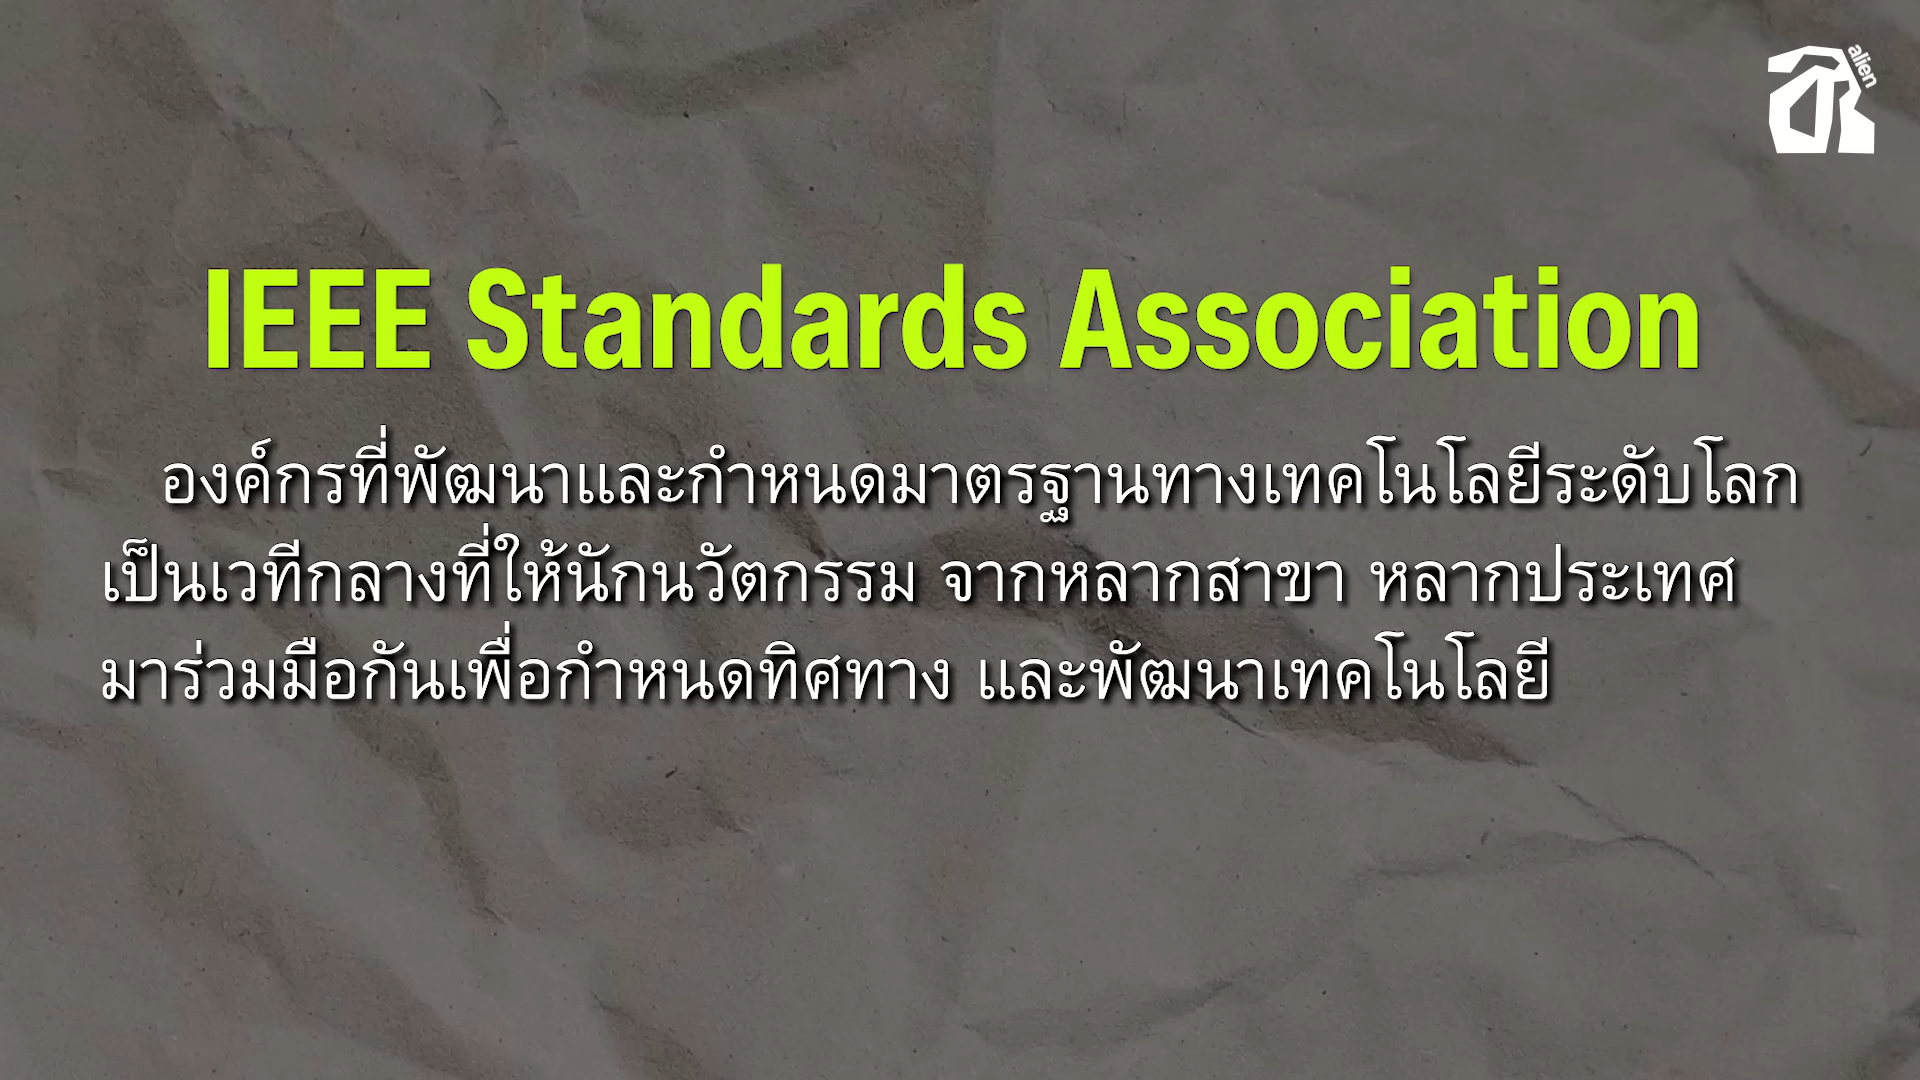 alien
IEEE Standards Association
องค์กรที่พัฒนาและกำหนดมาตรฐานทางเทคโนโลยีระดับโลก
เป็นเวทีกลางที่ให้นักนวัตกรรม จากหลากสาขา หลากประเทศ
มาร่วมมือกันเพื่อกำหนดทิศทาง และพัฒนาเทคโนโลยี